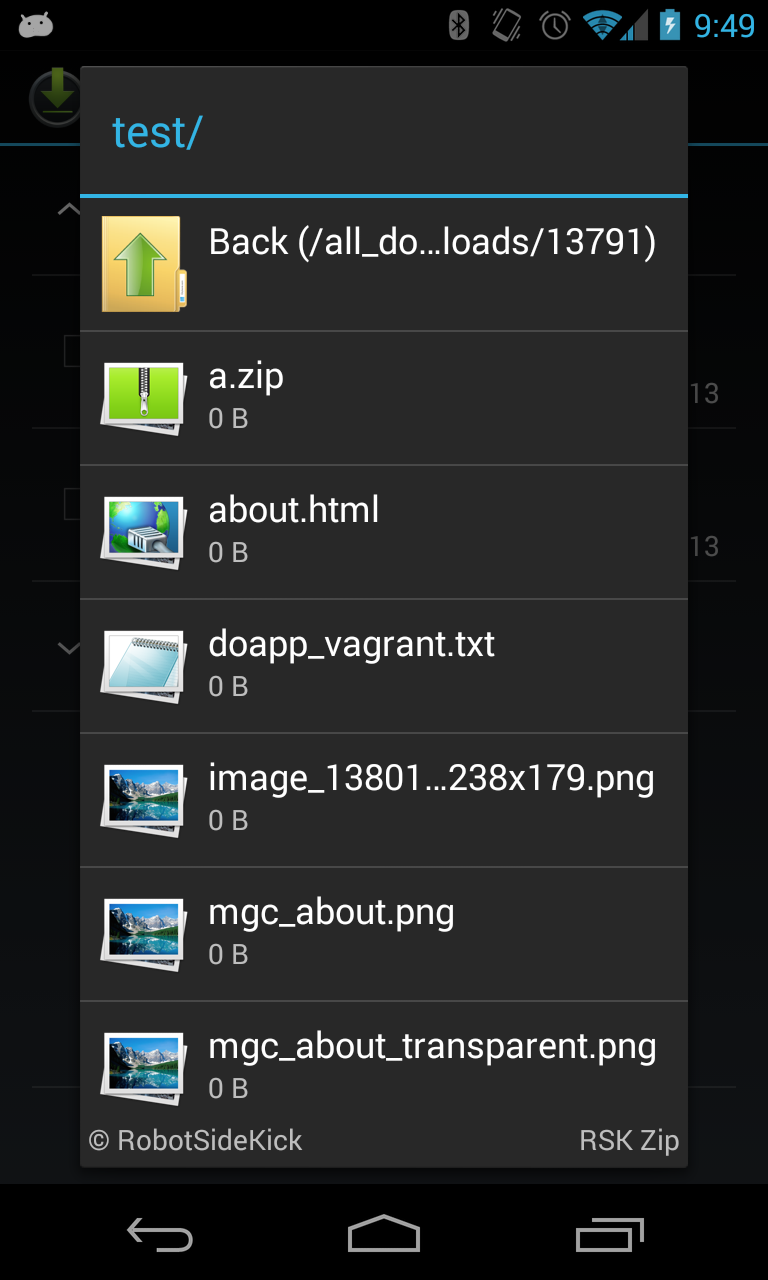 9:49
test/
Back (/all_do…loads/13791)
a.zip
0 B
13
about.html
0 B
13
doapp_vagrant.txt
0 B
image_13801…238x179.png
0 B
mgc_about.png
0 B
mgc_about_transparent.png
0 B
© RobotSideKick RSK Zip